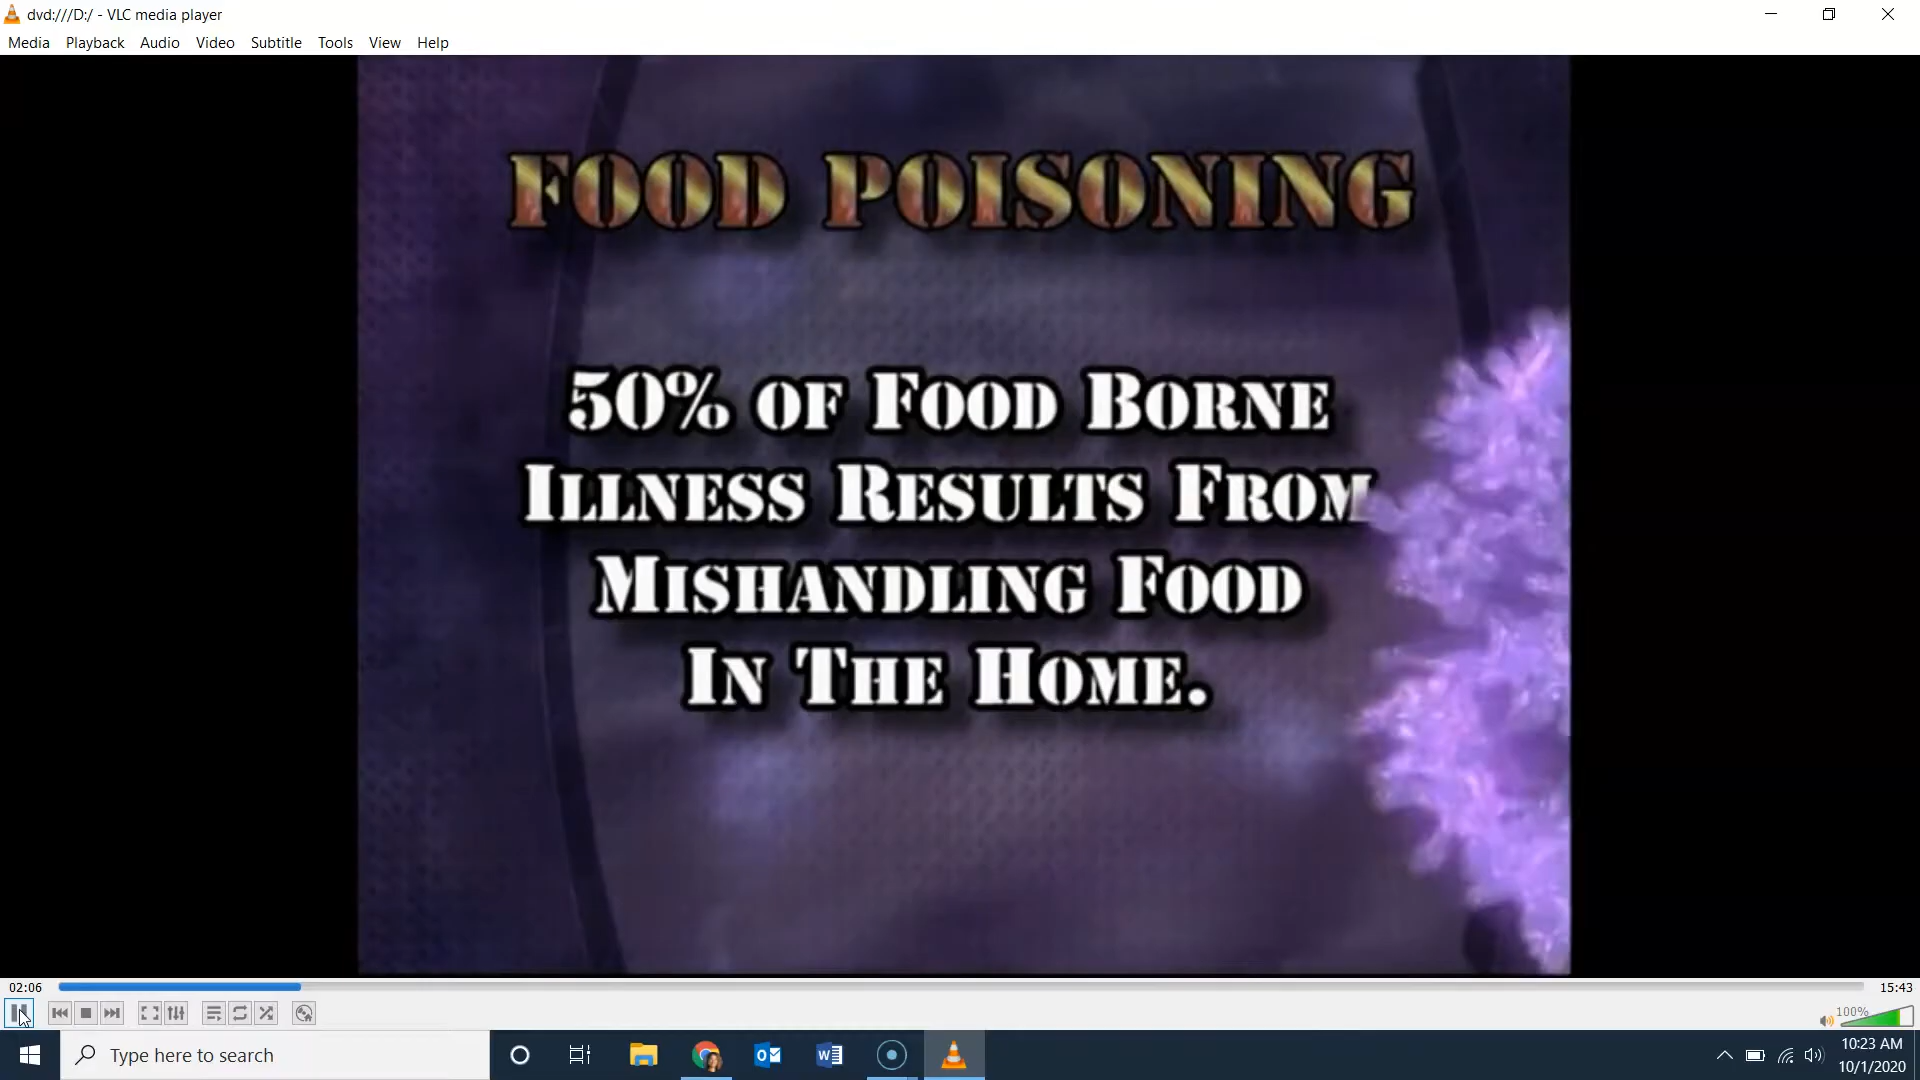 dvd:///D:/ - VLC media player
Media Playback Audio Video Subtitle Tools View Help
FOOD POISONING
50% OF FOOD BORNE
ILLNESS RESULTS FROM
MISHANDLING FOOD
IN THE HOME.
02:06 15:43
100%
Type here to search
10:23 AM
10/1/2020